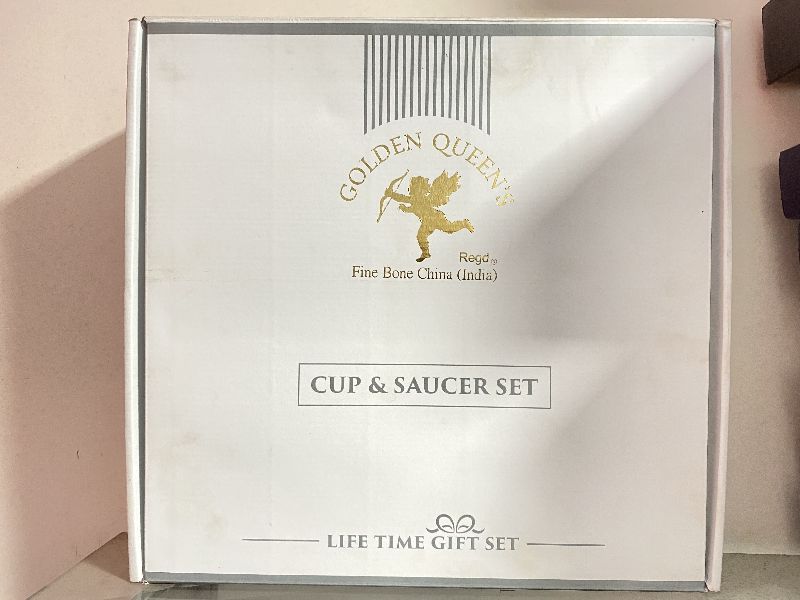 GOLDEN QUEEN'S
Regd
Fine Bone China (India)
CUP & SAUCER SET
LIFE TIME GIFT SET